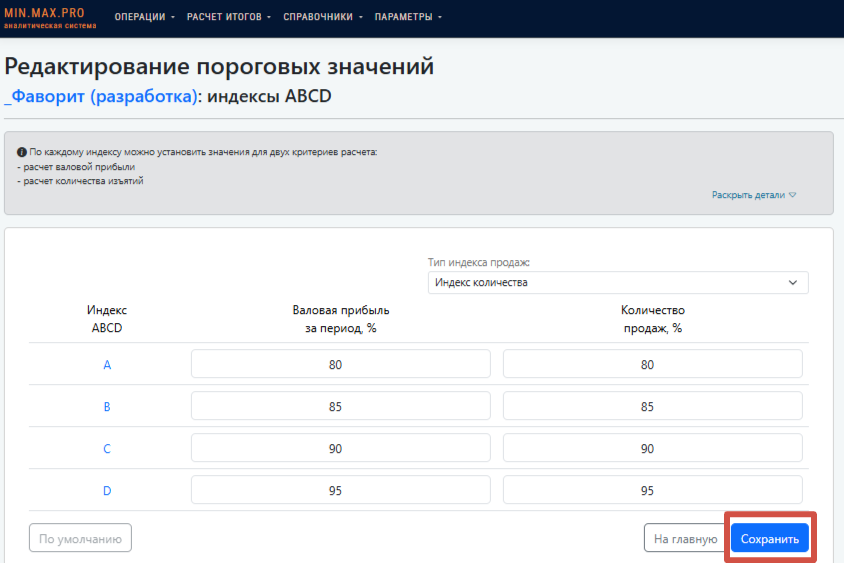 MIN.MAX.PRO
аналитическая система
ОПЕРАЦИИ РАСЧЕТ ИТОГОВ СПРАВОЧНИКИ ПАРАМЕТРЫ
Редактирование пороговых значений
_Фаворит (разработка): индексы ABCD
По каждому индексу можно установить значения для двух критериев расчета:
- расчет валовой прибыли
- расчет количества изъятий
Раскрыть детали
Тип индекса продаж:
Индекс количества
Индекс ABCD Валовая прибыль за период, % Количество продаж, %
A 80 80
B 85 85
C 90 90
D 95 95
По умолчанию На главную Сохранить